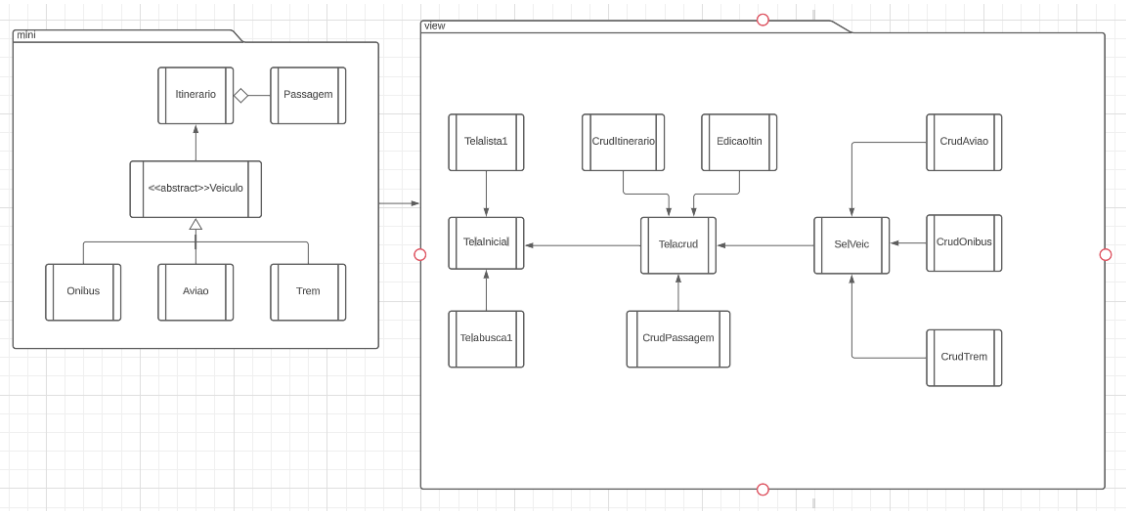 mini
Itinerario
Passagem
<<abstract>>Veiculo
Onibus
Aviao
Trem
view
Telalista1
CrudItinerario
EdicaoItin
CrudAviao
TelaInicial
Telacrud
SelVeic
CrudOnibus
Telabusca1
CrudPassagem
CrudTrem